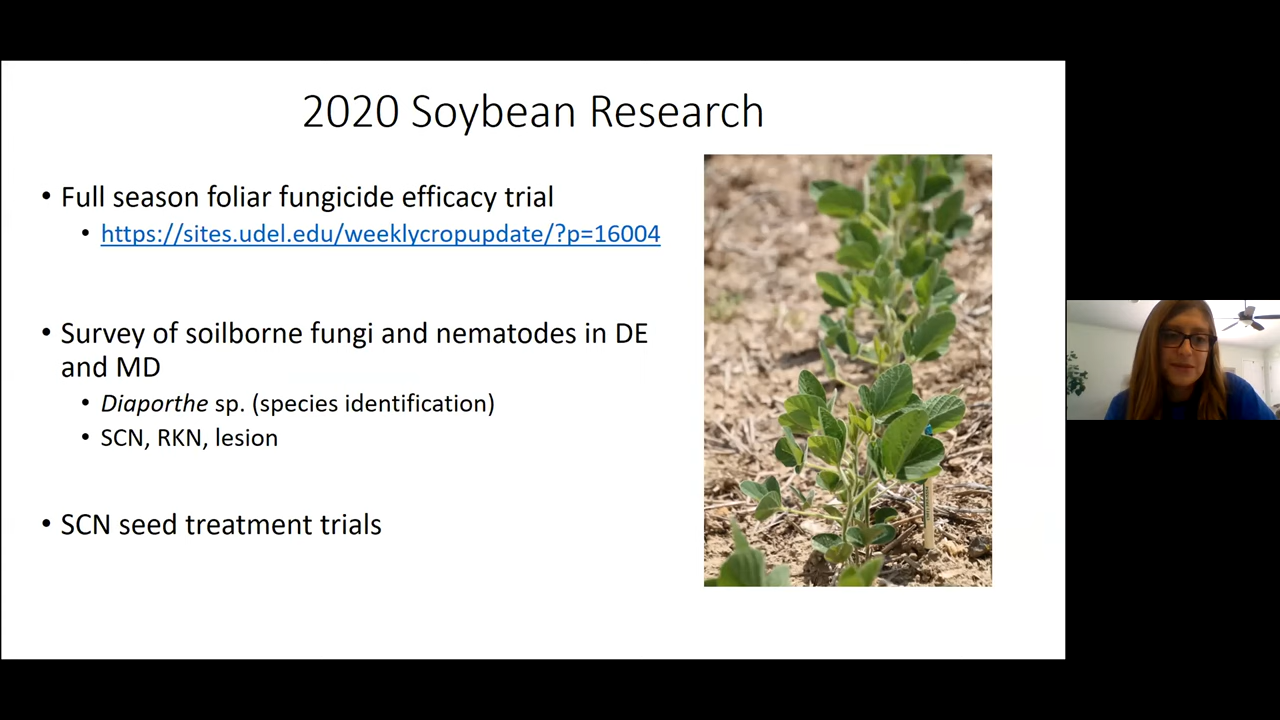 2020 Soybean Research
• Full season foliar fungicide efficacy trial
• https://sites.udel.edu/weeklycropupdate/?p=16004
• Survey of soilborne fungi and nematodes in DE
and MD
• Diaporthe sp. (species identification)
• SCN, RKN, lesion
• SCN seed treatment trials